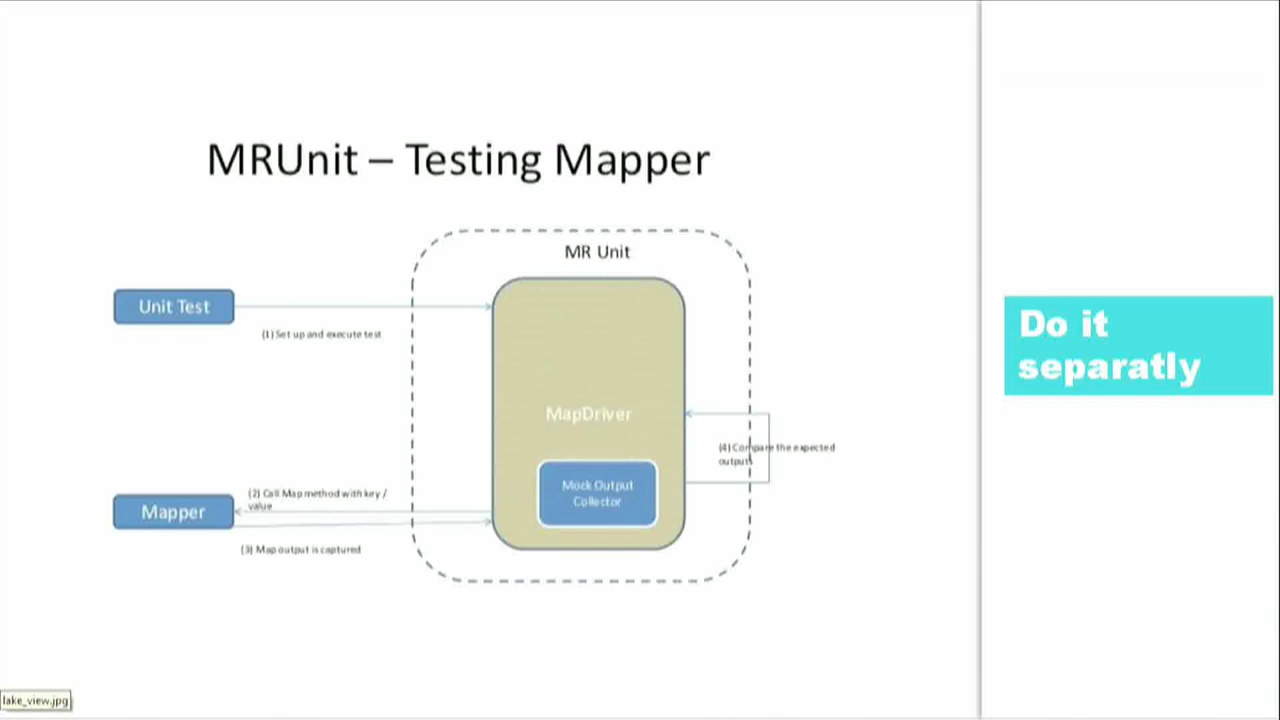 MRUnit – Testing Mapper
MR Unit
Unit Test
(1) Set up and execute test
MapDriver
(4) Compare the expected
outputs
Mock Output
Collector
(2) Call Map method with key /
value
Mapper
(3) Map output is captured
Do it
separatly
lake_view.jpg